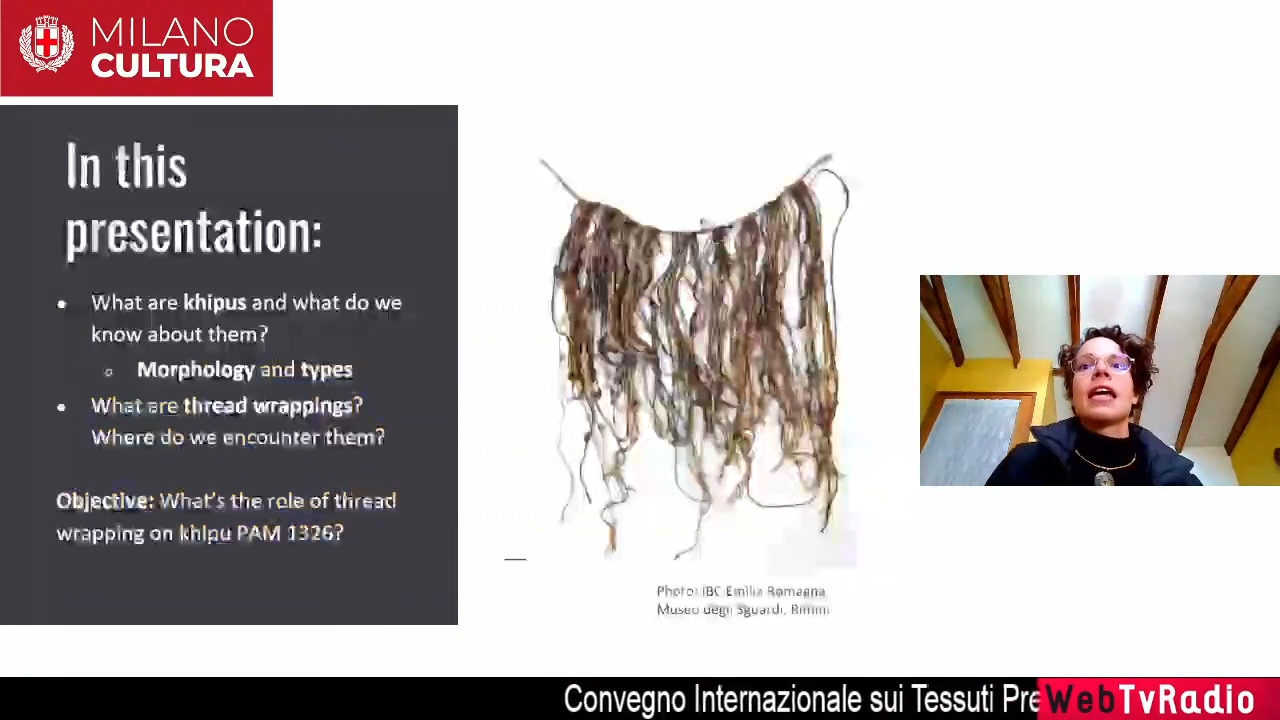 MILANO
CULTURA
In this
presentation:
• What are khipus and what do we
know about them?
○ Morphology and types
• What are thread wrappings?
Where do we encounter them?
Objective: What's the role of thread
wrapping on khipu PAM 1326?
Photo: IBC Emilia Romagna
Museo degli Sguardi, Rimini
Convegno Internazionale sui Tessuti Pre
WebTvRadio